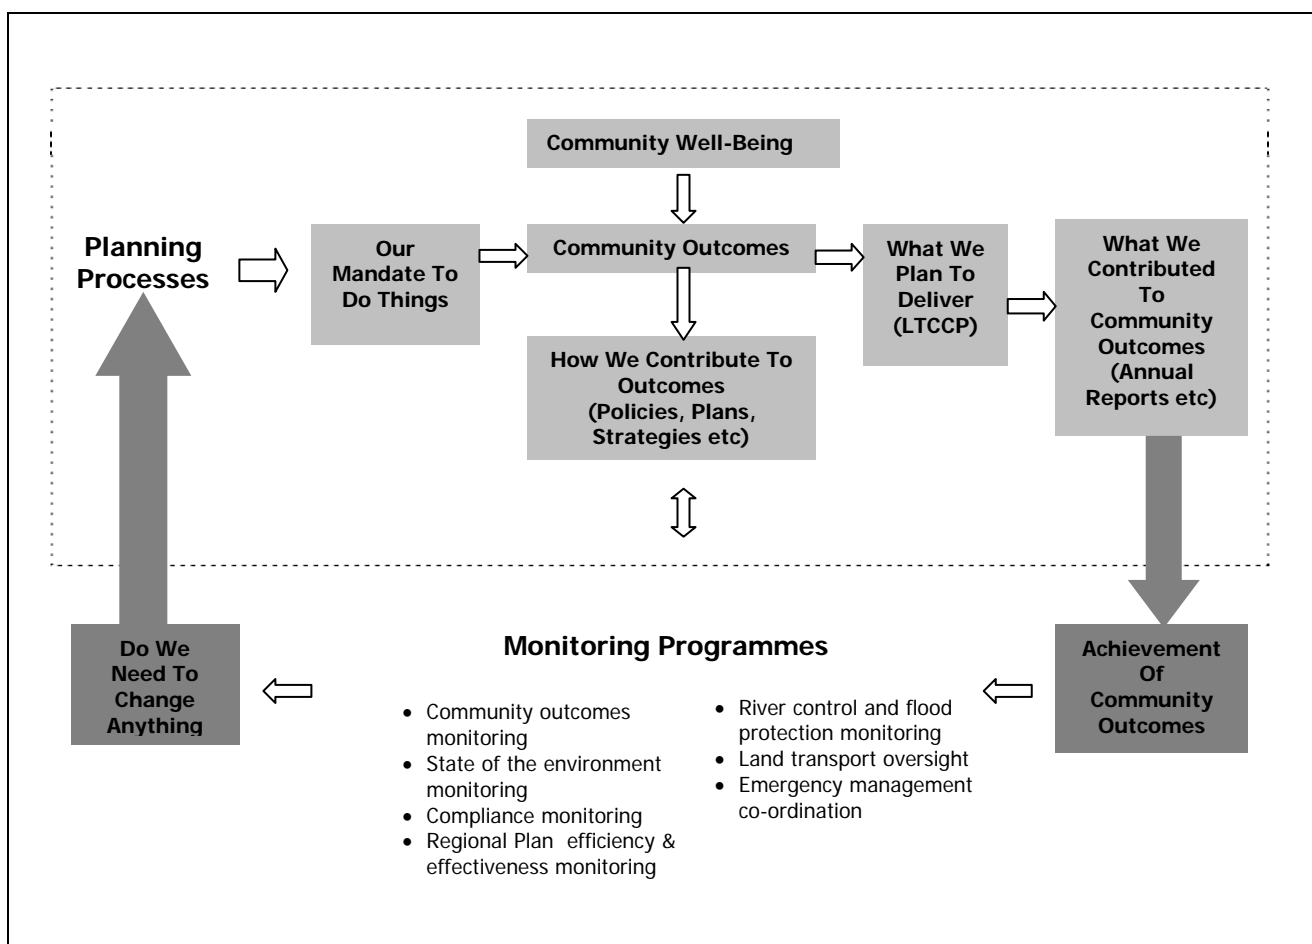 Community Well-Being
Planning
Processes
Our
Mandate To
Do Things
Community Outcomes
What We
Plan To
Deliver
(LTCCP)
What We
Contributed
To
Community
Outcomes
(Annual
Reports etc)
How We Contribute To
Outcomes
(Policies, Plans,
Strategies etc)
Do We
Need To
Change
Anything
Monitoring Programmes
Achievement
Of
Community
Outcomes
• Community outcomes
monitoring
• State of the environment
monitoring
• Compliance monitoring
• Regional Plan efficiency &
effectiveness monitoring
• River control and flood
protection monitoring
• Land transport oversight
• Emergency management
co-ordination